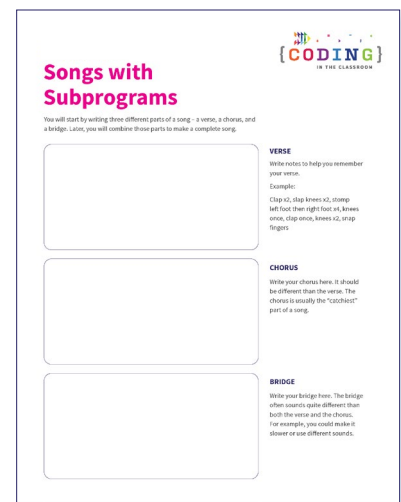 {CODING}
IN THE CLASSROOM
Songs with
Subprograms
You will start by writing three different parts of a song – a verse, a chorus, and
a bridge. Later, you will combine those parts to make a complete song.
VERSE
Write notes to help you remember
your verse.
Example:
Clap x2, slap knees x2, stomp
left foot then right foot x4, knees
once, clap once, knees x2, snap
fingers
CHORUS
Write your chorus here. It should
be different than the verse. The
chorus is usually the "catchiest"
part of a song.
BRIDGE
Write your bridge here. The bridge
often sounds quite different than
both the verse and the chorus.
For example, you could make it
slower or use different sounds.